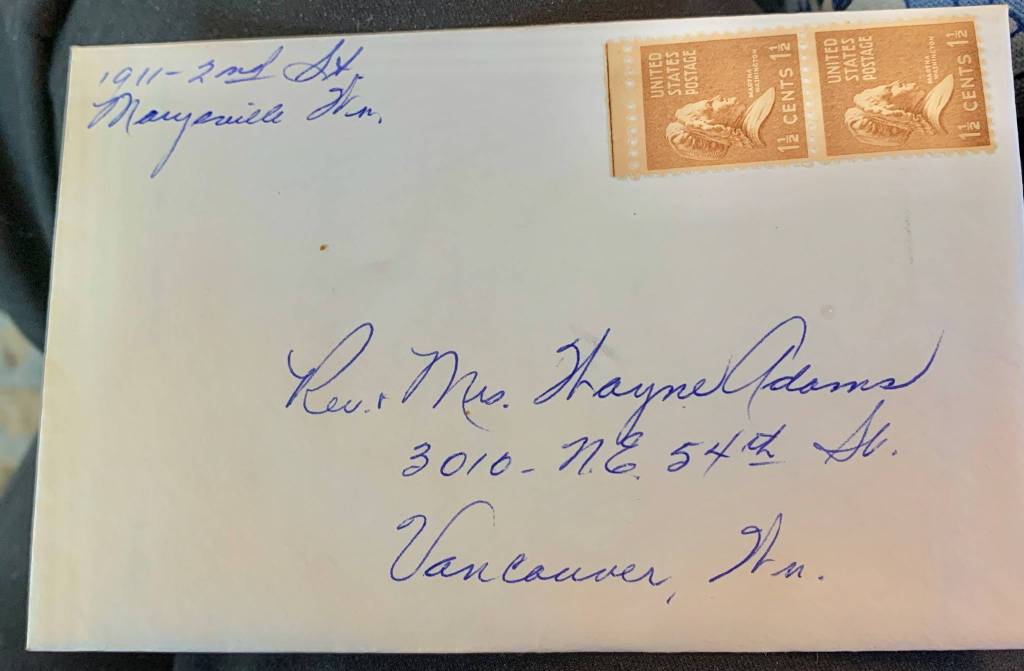 1911-2nd St.
Marysville Wn.
UNITED STATES POSTAGE
MARTHA WASHINGTON
1½ CENTS 1½
UNITED STATES POSTAGE
MARTHA WASHINGTON
1½ CENTS 1½
Rev. + Mrs. Wayne Adams
3010-N.E. 54th St.
Vancouver, Wn.